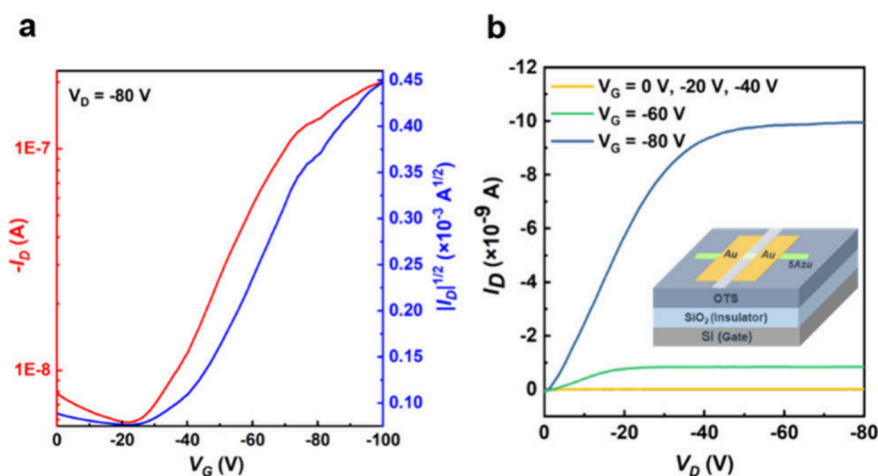 a
V_D = -80 V
1E-7
1E-8
-I_D (A)
0.45
0.40
0.35
0.30
0.25
0.20
0.15
0.10
|I_D|^1/2 (×10^-3 A^1/2)
0 -20 -40 -60 -80 -100
V_G (V)
b
-12
-10
-8
-6
-4
-2
0
I_D (×10^-9 A)
V_G = 0 V, -20 V, -40 V
V_G = -60 V
V_G = -80 V
Au Au 5Azu
OTS
SiO₂ (Insulator)
Si (Gate)
0 -20 -40 -60 -80
V_D (V)